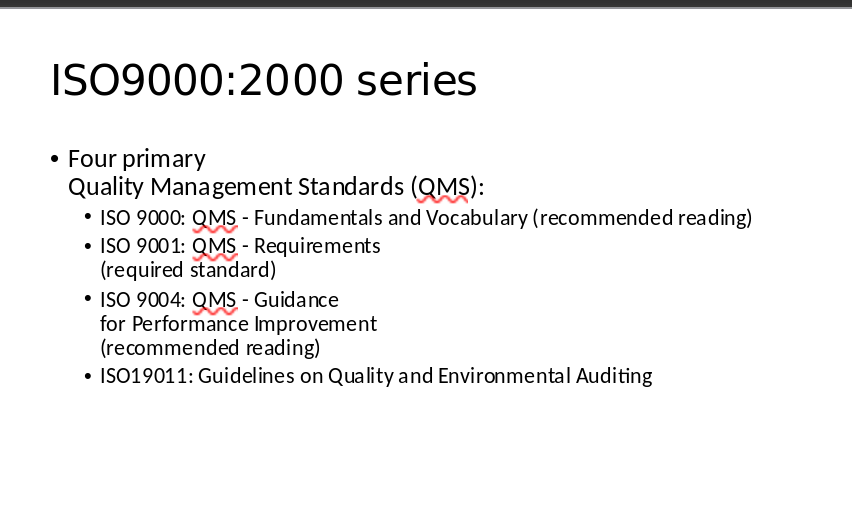 ISO9000:2000 series
• Four primary
Quality Management Standards (QMS):
• ISO 9000: QMS - Fundamentals and Vocabulary (recommended reading)
• ISO 9001: QMS - Requirements
(required standard)
• ISO 9004: QMS - Guidance
for Performance Improvement
(recommended reading)
• ISO19011: Guidelines on Quality and Environmental Auditing